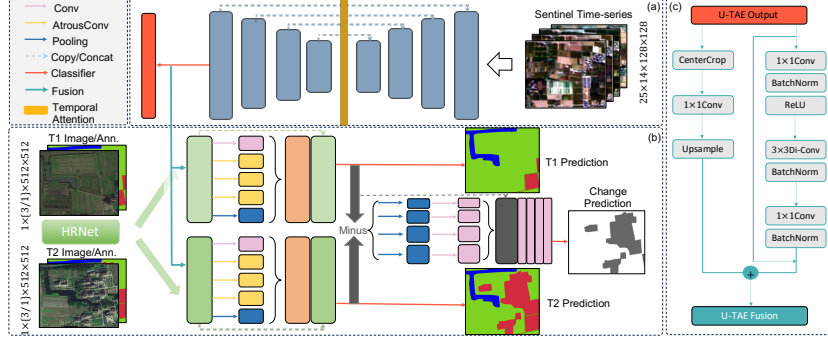 Conv
AtrousConv
Pooling
Copy/Concat
Classifier
Fusion
Temporal
Attention
Sentinel Time-series
(a)
25×14×128×128
T1 Image/Ann.
1×(3/1)×512×512
HRNet
T2 Image/Ann.
1×(3/1)×512×512
(b)
T1 Prediction
Minus
Change
Prediction
T2 Prediction
(c)
U-TAE Output
CenterCrop
1×1Conv
Upsample
1×1Conv
BatchNorm
ReLU
3×3Di-Conv
BatchNorm
1×1Conv
BatchNorm
+
U-TAE Fusion